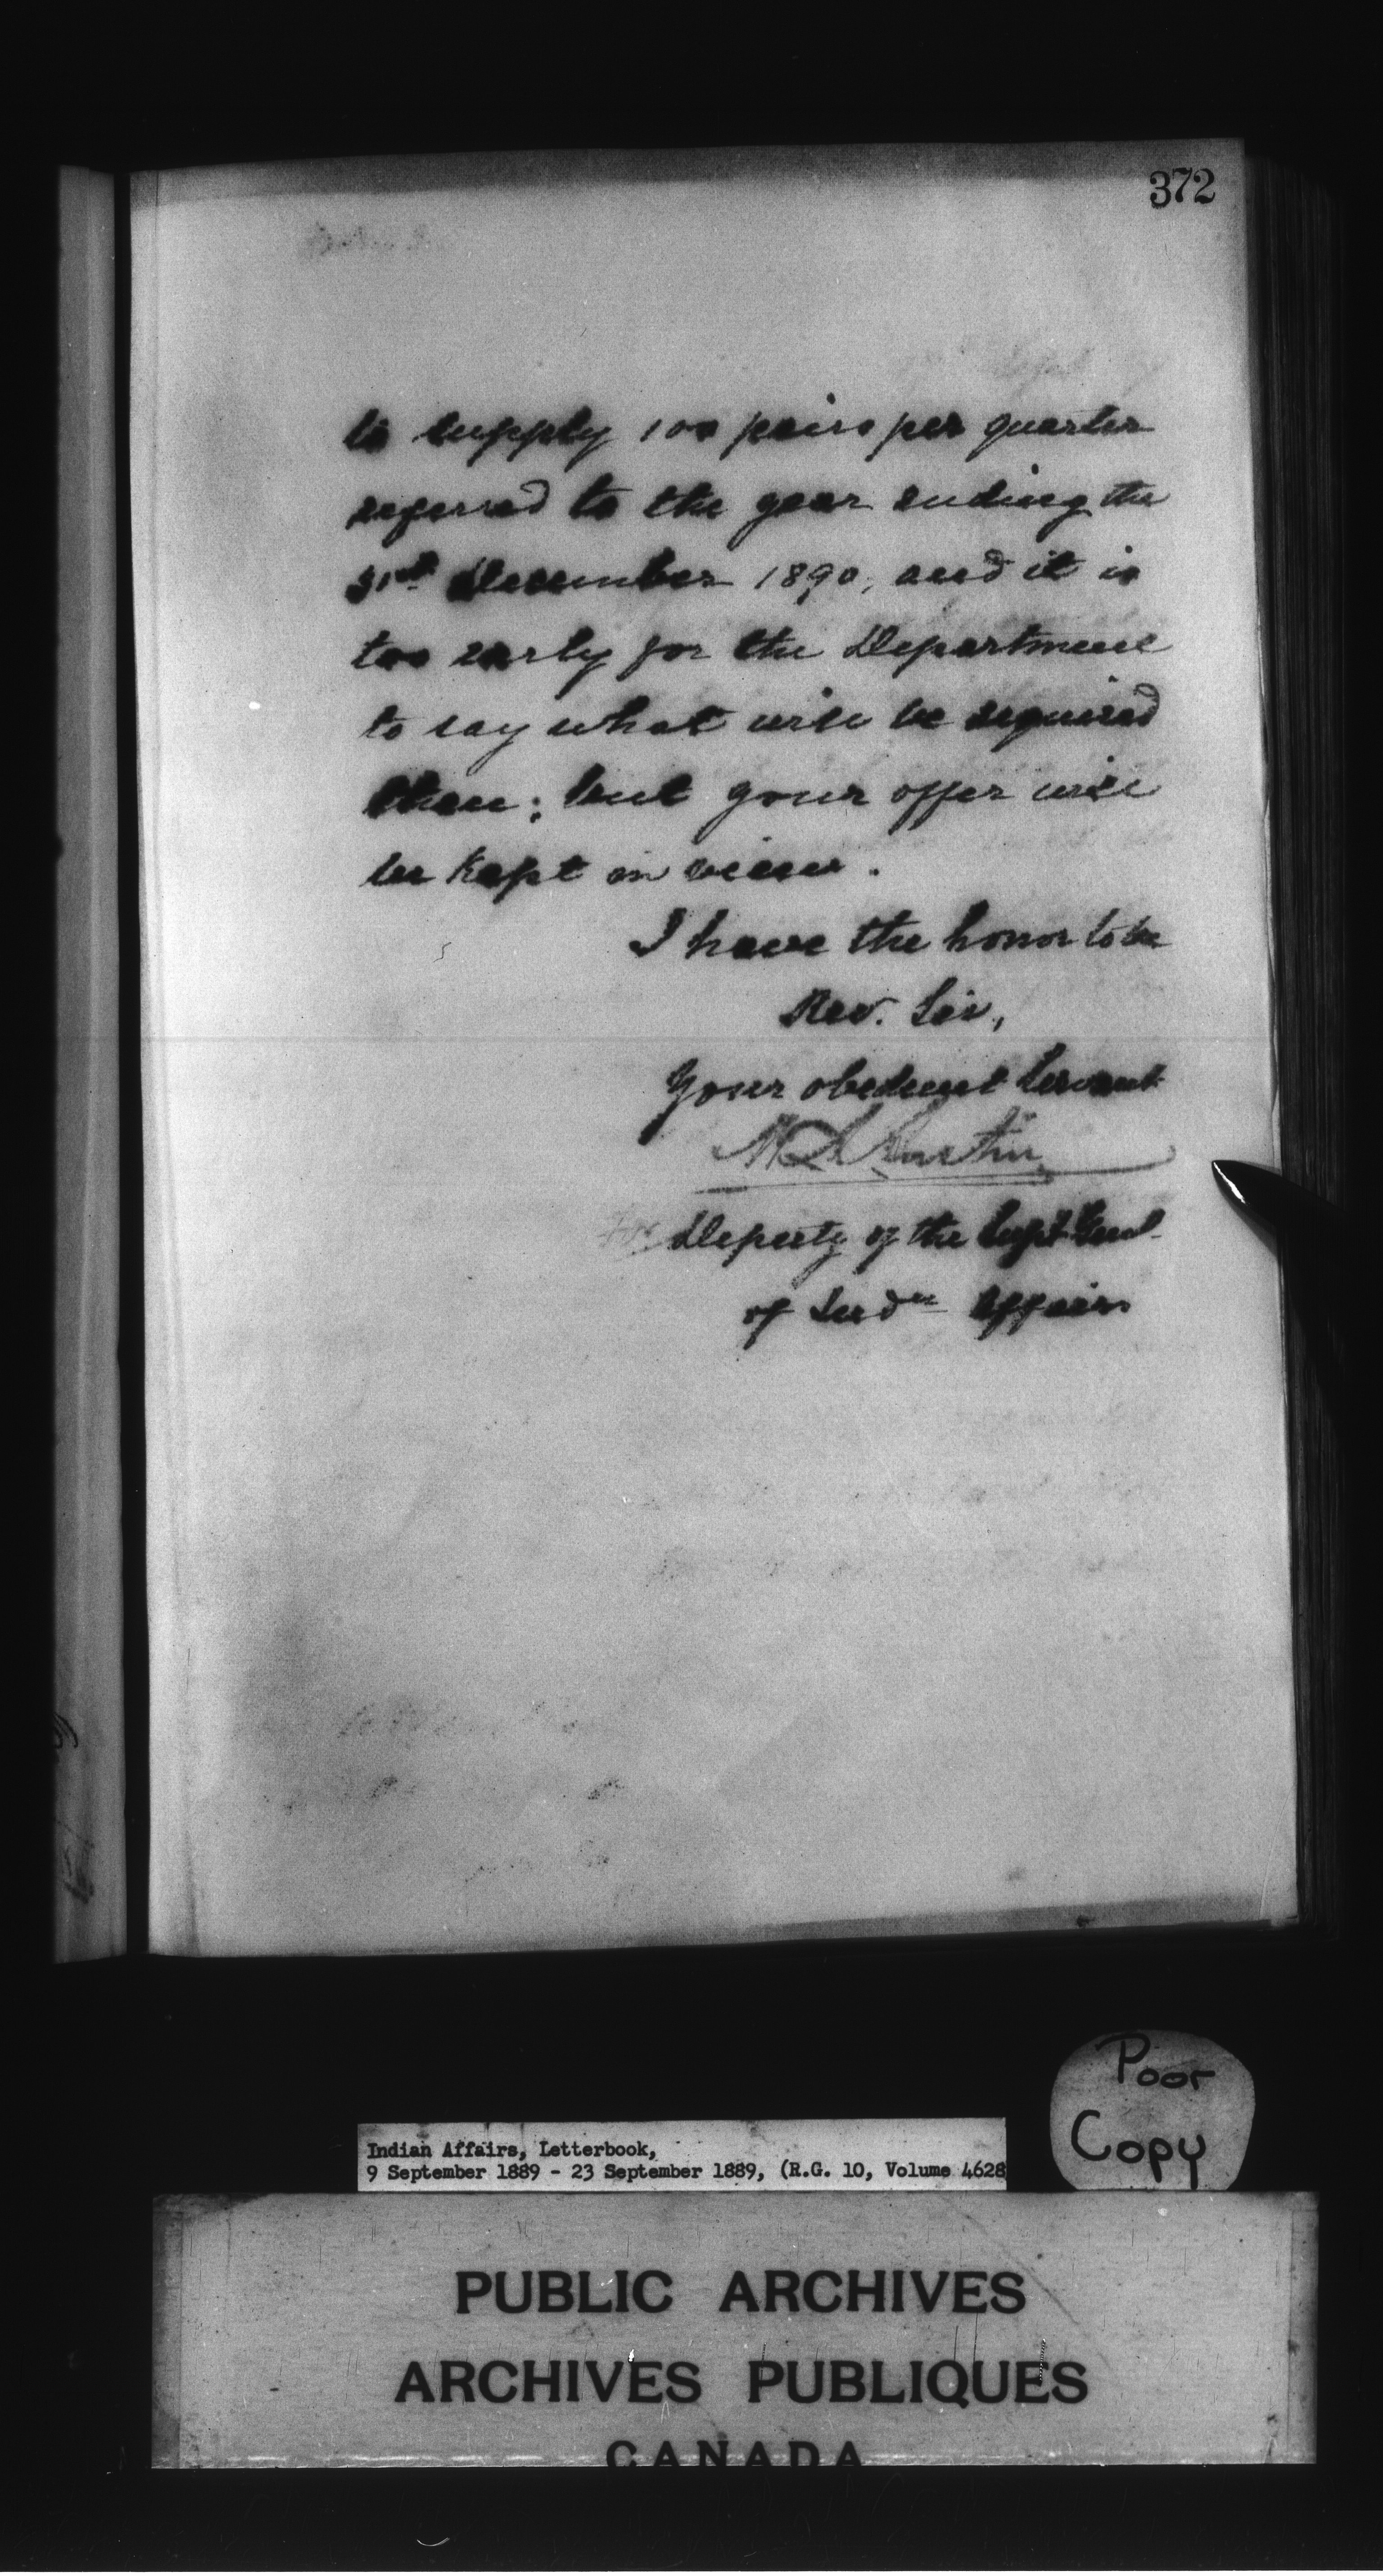 372
to supply 100 pairs per quarter
referred to the year ending the
31st December 1890, and it is
too early for the Department
to say what will be required
then; but your offer will
be kept in view.
I have the honor to be
Rev. Sir,
Your obedient Servant
For Deputy of the Supt Genl
of Indn Affairs
Poor
Copy
Indian Affairs, Letterbook,
9 September 1889 - 23 September 1889, (R.G. 10, Volume 4628
PUBLIC ARCHIVES
ARCHIVES PUBLIQUES
CANADA